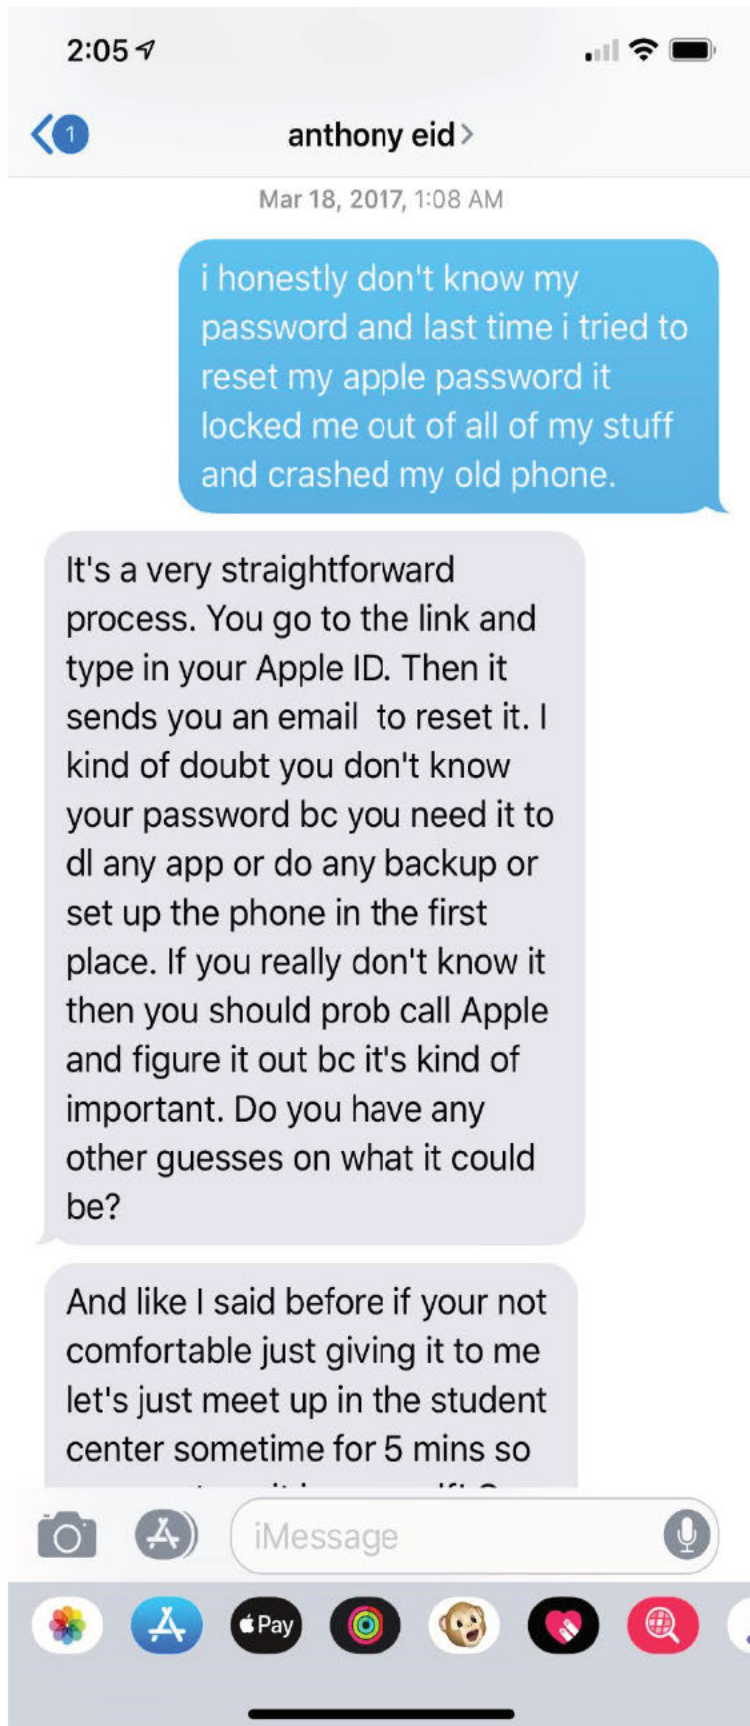 2:05
1
anthony eid
Mar 18, 2017, 1:08 AM
i honestly don't know my
password and last time i tried to
reset my apple password it
locked me out of all of my stuff
and crashed my old phone.
It's a very straightforward
process. You go to the link and
type in your Apple ID. Then it
sends you an email  to reset it. I
kind of doubt you don't know
your password bc you need it to
dl any app or do any backup or
set up the phone in the first
place. If you really don't know it
then you should prob call Apple
and figure it out bc it's kind of
important. Do you have any
other guesses on what it could
be?
And like I said before if your not
comfortable just giving it to me
let's just meet up in the student
center sometime for 5 mins so
iMessage
Pay